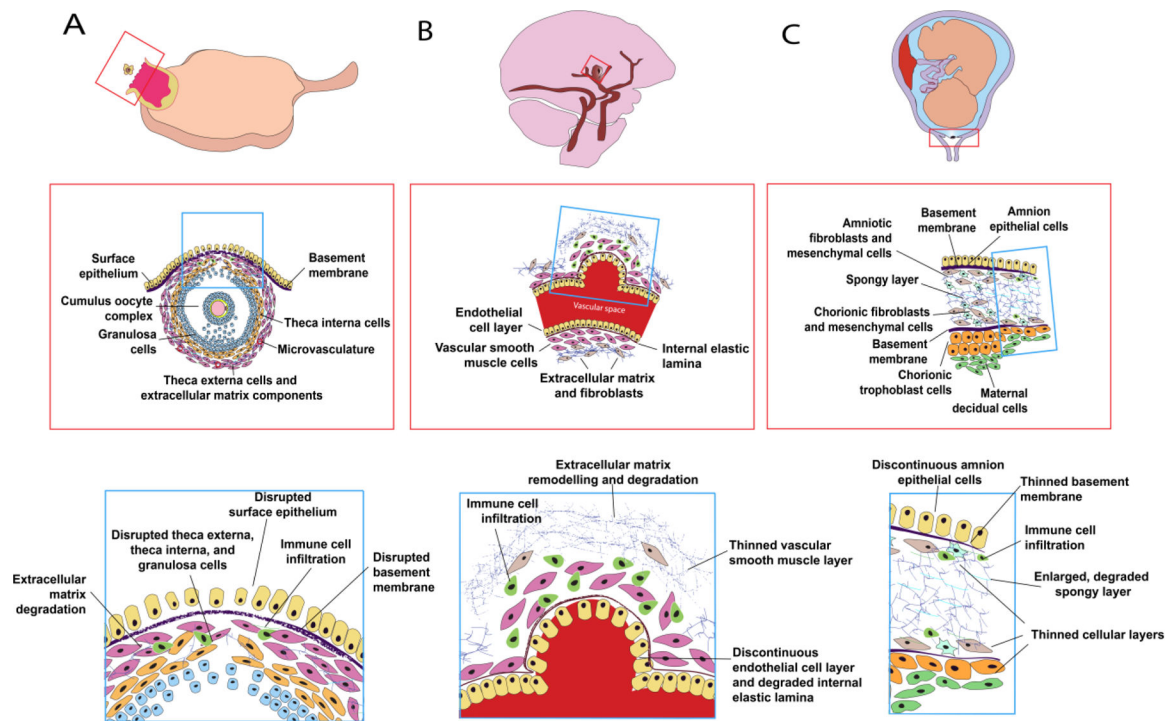 A
B
C
Surface
epithelium
Basement
membrane
Cumulus oocyte
complex
Granulosa
cells
Theca interna cells
Microvasculature
Theca externa cells and
extracellular matrix components
Vascular space
Endothelial
cell layer
Vascular smooth
muscle cells
Internal elastic
lamina
Extracellular matrix
and fibroblasts
Amniotic
fibroblasts and
mesenchymal cells
Basement
membrane
Amnion
epithelial cells
Spongy layer
Chorionic fibroblasts
and mesenchymal cells
Basement
membrane
Chorionic
trophoblast cells
Maternal
decidual cells
Disrupted
surface epithelium
Disrupted theca externa,
theca interna, and
granulosa cells
Immune cell
infiltration
Disrupted
basement
membrane
Extracellular
matrix
degradation
Extracellular matrix
remodelling and degradation
Immune cell
infiltration
Thinned vascular
smooth muscle layer
Discontinuous
endothelial cell layer
and degraded internal
elastic lamina
Discontinuous amnion
epithelial cells
Thinned basement
membrane
Immune cell
infiltration
Enlarged, degraded
spongy layer
Thinned cellular layers